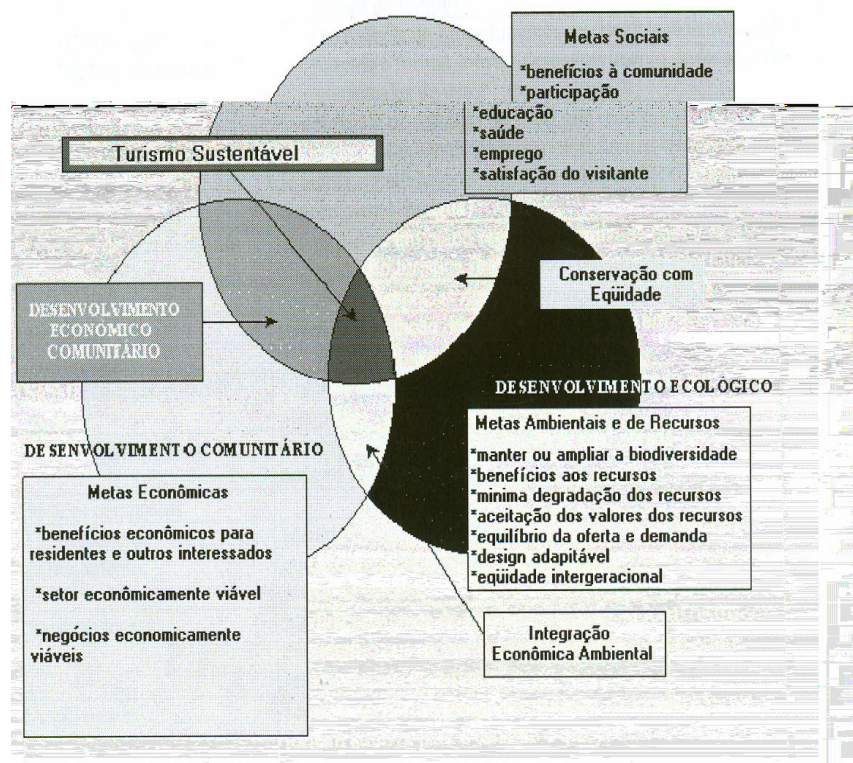 Metas Sociais
*benefícios à comunidade
*participação
*educação
*saúde
*emprego
*satisfação do visitante
Turismo Sustentável
Conservação com
Eqüidade
DESENVOLVIMENTO
ECONÔMICO
COMUNITÁRIO
DESENVOLVIMENTO ECOLÓGICO
Metas Ambientais e de Recursos
*manter ou ampliar a biodiversidade
*benefícios aos recursos
*minima degradação dos recursos
*aceitação dos valores dos recursos
*equilíbrio da oferta e demanda
*design adapitável
*eqüidade intergeracional
DESENVOLVIMENTO COMUNITÁRIO
Metas Econômicas
*benefícios econômicos para
residentes e outros interessados
*setor econômicamente viável
*negócios economicamente
viáveis
Integração
Econômica Ambiental